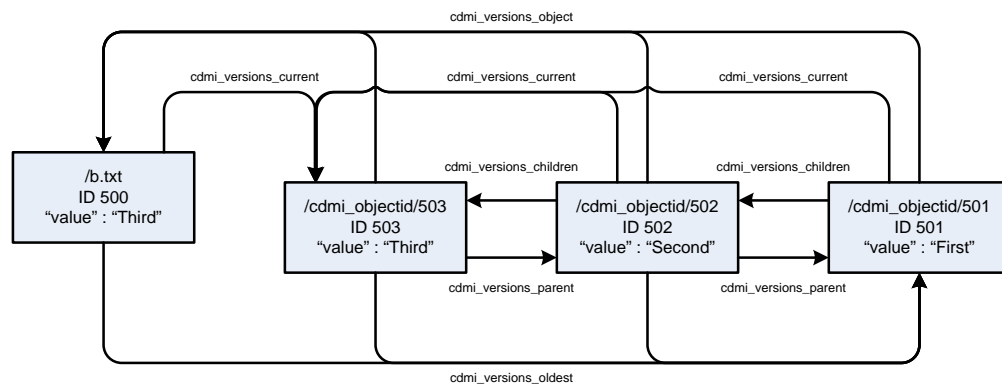 cdmi_versions_object
cdmi_versions_current
cdmi_versions_current
cdmi_versions_current
/b.txt
ID 500
“value” : “Third”
cdmi_versions_children
cdmi_versions_children
/cdmi_objectid/503
ID 503
“value” : “Third”
/cdmi_objectid/502
ID 502
“value” : “Second”
/cdmi_objectid/501
ID 501
“value” : “First”
cdmi_versions_parent
cdmi_versions_parent
cdmi_versions_oldest